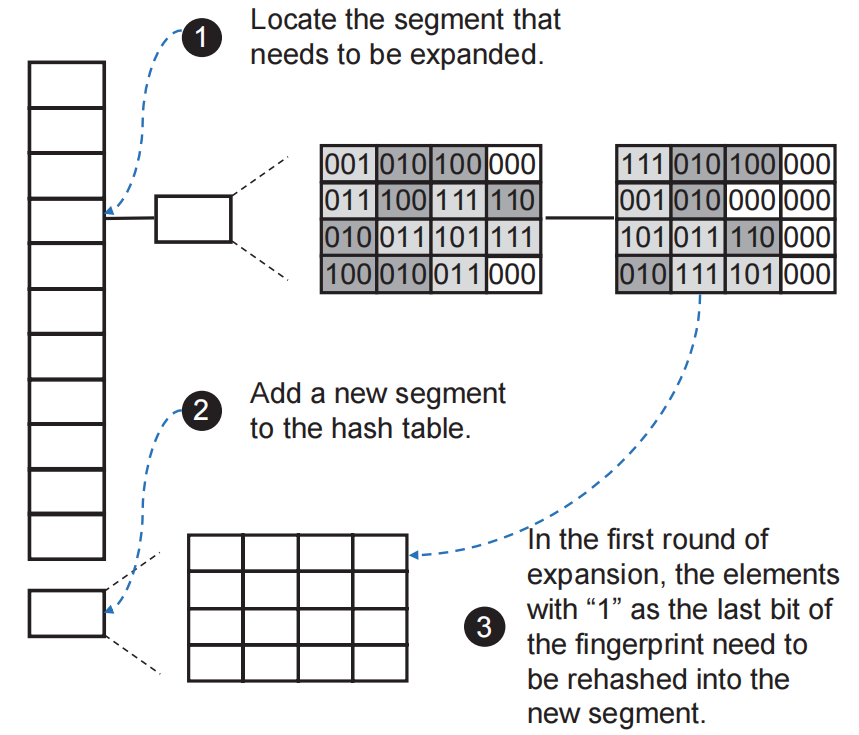 1
Locate the segment that
needs to be expanded.
001 010 100 000
011 100 111 110
010 011 101 111
100 010 011 000
111 010 100 000
001 010 000 000
101 011 110 000
010 111 101 000
2
Add a new segment
to the hash table.
3
In the first round of
expansion, the elements
with “1” as the last bit of
the fingerprint need to
be rehashed into the
new segment.